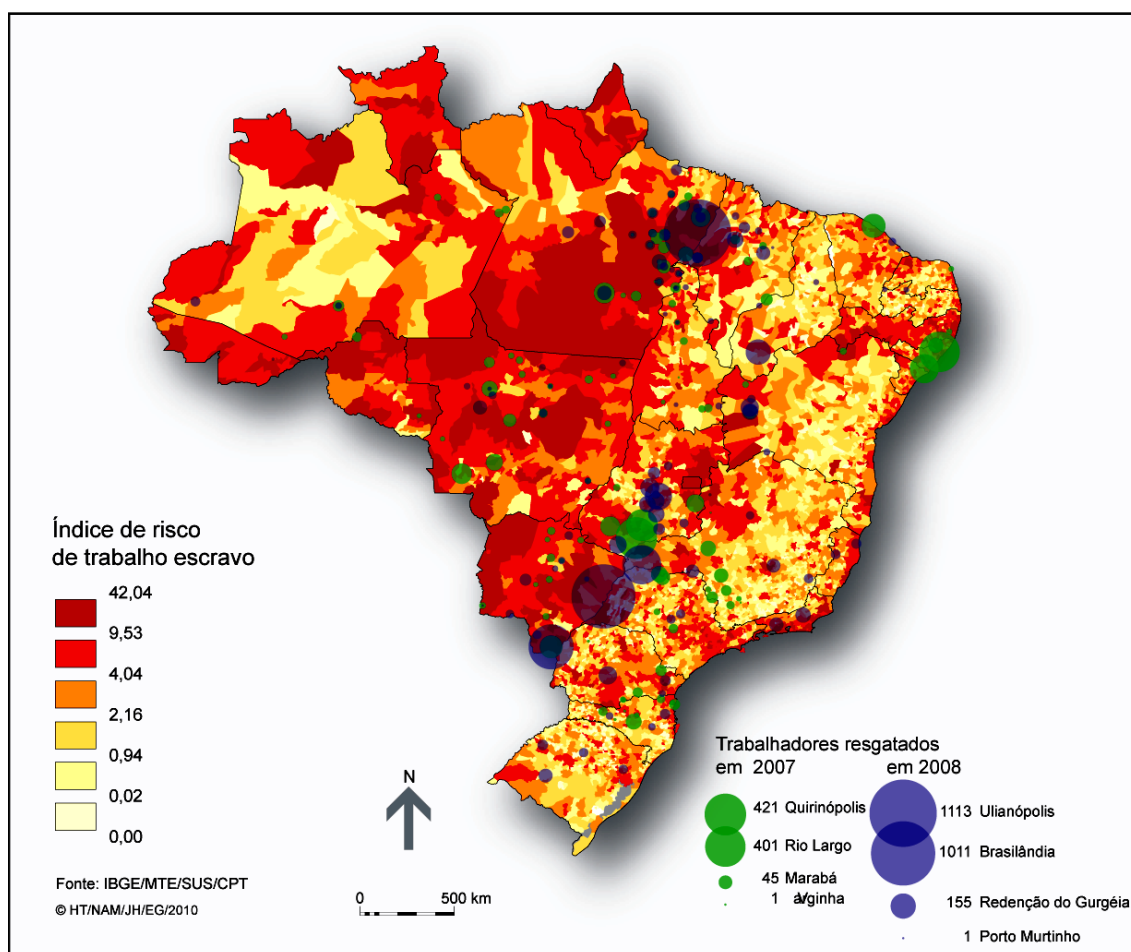 Índice de risco
de trabalho escravo
42,04
9,53
4,04
2,16
0,94
0,02
0,00
Fonte: IBGE/MTE/SUS/CPT
© HT/NAM/JH/EG/2010
N
0 500 km
Trabalhadores resgatados
em 2007
421 Quirinópolis
401 Rio Largo
45 Marabá
1
em 2008
1113 Ulianópolis
1011 Brasilândia
155 Redenção do Gurgéia
1 Porto Murtinho